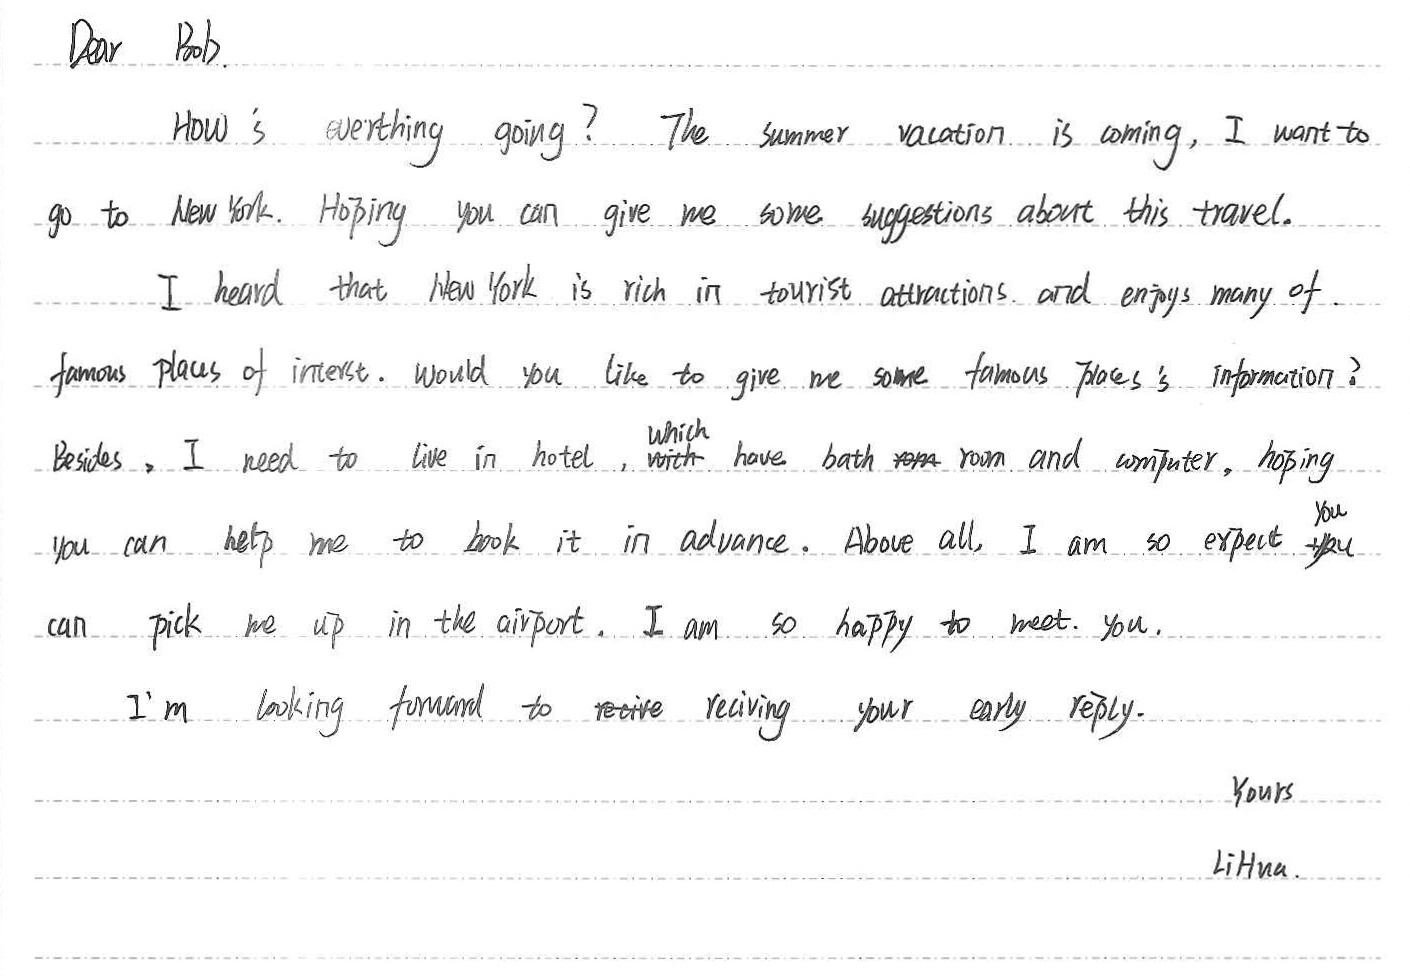 Dear Bob.
How's everthing going? The summer vacation is coming, I want to
go to New York. Hoping you can give me some suggestions about this travel.
I heard that New York is rich in tourist attractions and enjoys many of
famous places of interst. Would you like to give me some famous places's information?
Besides, I need to live in hotel, which have bath room and computer, hoping
you can help me to book it in advance. Above all, I am so expect you
can pick me up in the airport. I am so happy to meet you.
I'm looking forward to reciving your early reply.
Yours
LiHua.